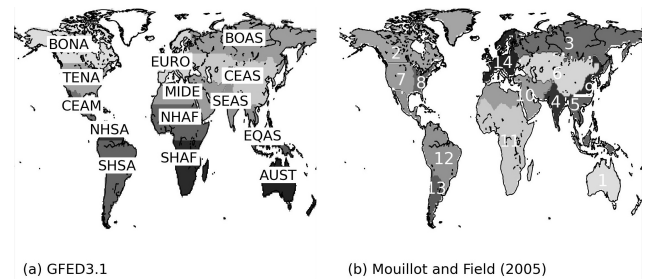 BONA
BOAS
EURO
TENA
CEAS
MIDE
CEAM
SEAS
NHAF
NHSA
EQAS
SHSA
SHAF
AUST
(a) GFED3.1
2
3
14
7
8
6
9
10
4
5
11
12
13
1
(b) Mouillot and Field (2005)